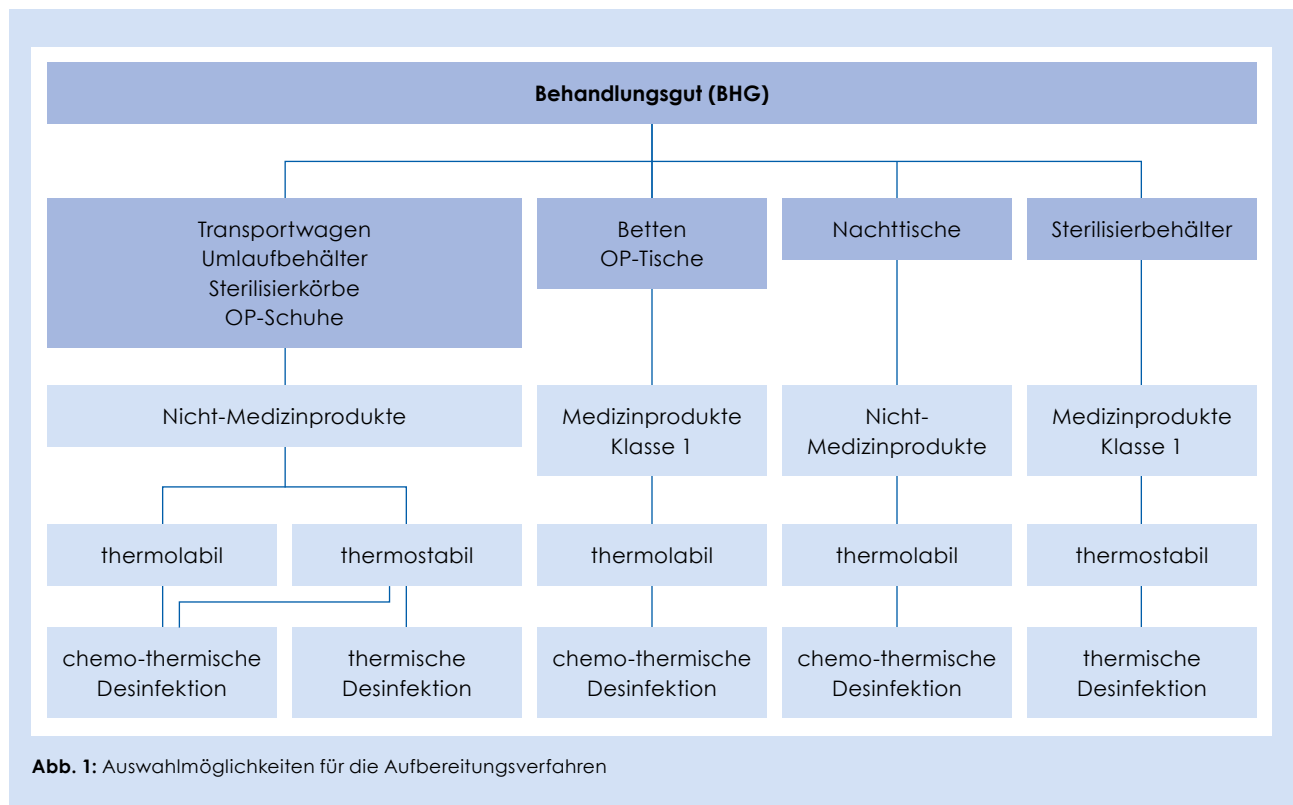 Behandlungsgut (BHG)
Transportwagen
Umlaufbehälter
Sterilisierkörbe
OP-Schuhe
Betten
OP-Tische
Nachttische
Sterilisierbehälter
Nicht-Medizinprodukte
Medizinprodukte
Klasse 1
Nicht-
Medizinprodukte
Medizinprodukte
Klasse 1
thermolabil
thermostabil
thermolabil
thermolabil
thermostabil
chemo-thermische
Desinfektion
thermische
Desinfektion
chemo-thermische
Desinfektion
chemo-thermische
Desinfektion
thermische
Desinfektion
Abb. 1: Auswahlmöglichkeiten für die Aufbereitungsverfahren